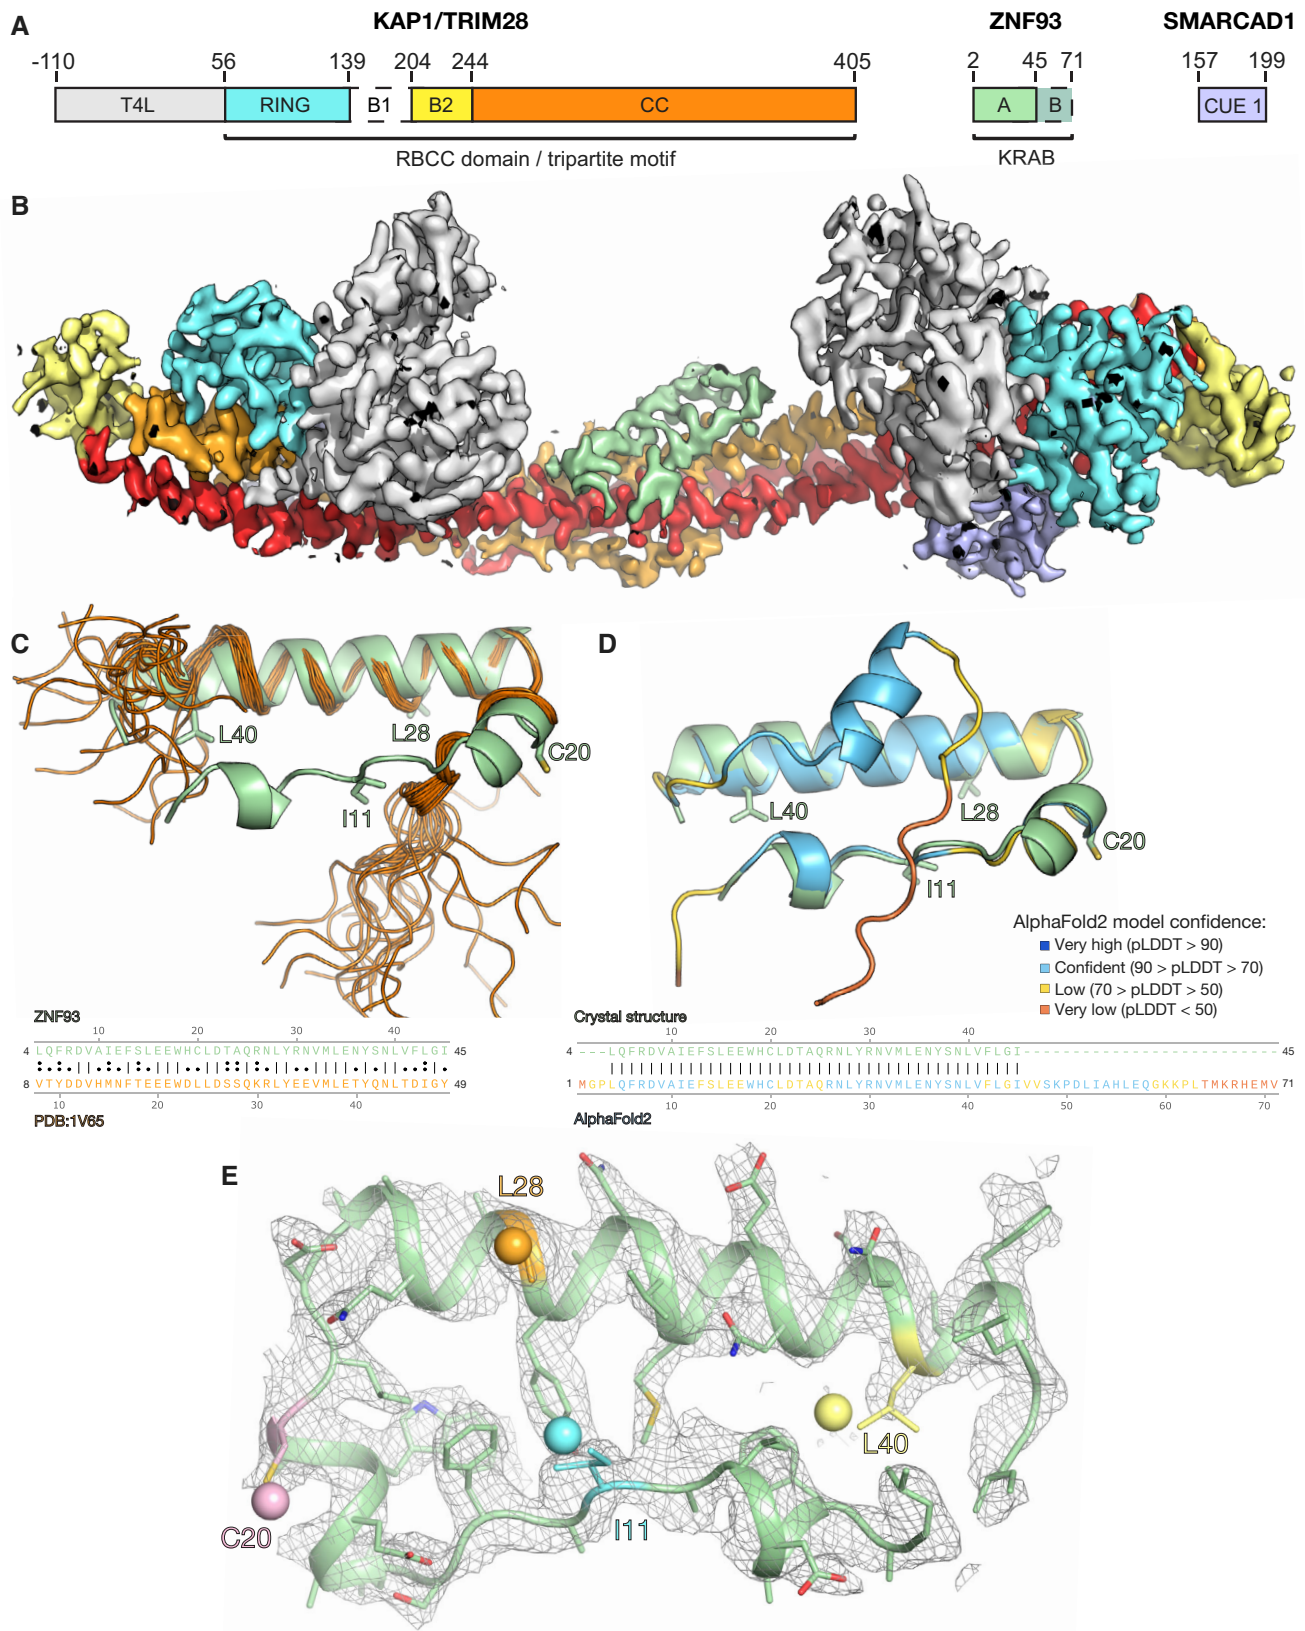 A
KAP1/TRIM28
ZNF93
SMARCAD1
-110 56 139 204 244 405 2 45 71 157 199
T4L RING B1 B2 CC A B CUE 1
RBCC domain / tripartite motif
KRAB
B
C
L40
L28
C20
I11
D
L40
L28
C20
I11
AlphaFold2 model confidence:
Very high (pLDDT > 90)
Confident (90 > pLDDT > 70)
Low (70 > pLDDT > 50)
Very low (pLDDT < 50)
ZNF93
10 20 30 40
4 LQFRDVAIEFSLEEWHCLDTAQRNLYRNVMLENYSNLVFLGI 45
8 VTYDDVHMNFTEEEWDLLDSSQKRLYEEVMLETYQNLTDIGY 49
10 20 30 40
PDB:1V65
Crystal structure
10 20 30 40
4 ---LQFRDVAIEFSLEEWHCLDTAQRNLYRNVMLENYSNLVFLGI-------------------------- 45
1 MGPLQFRDVAIEFSLEEWHCLDTAQRNLYRNVMLENYSNLVFLGIVVSKPDLIAHLEQGKKPLTMKRHEMV 71
10 20 30 40 50 60 70
AlphaFold2
E
L28
L40
I11
C20